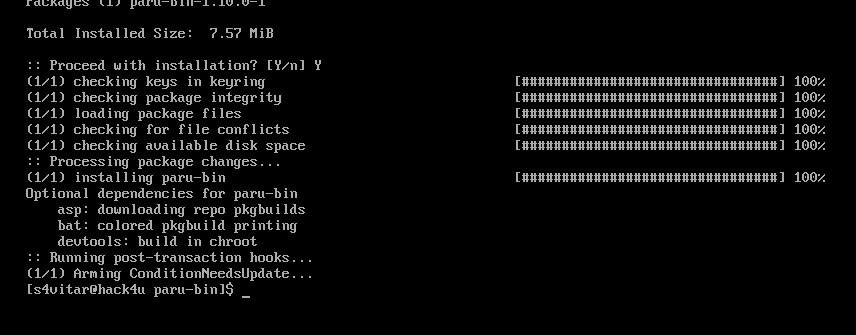 Packages (1) paru-bin-1.10.0-1
Total Installed Size:  7.57 MiB
:: Proceed with installation? [Y/n] Y
(1/1) checking keys in keyring [################################] 100%
(1/1) checking package integrity [################################] 100%
(1/1) loading package files [################################] 100%
(1/1) checking for file conflicts [################################] 100%
(1/1) checking available disk space [################################] 100%
:: Processing package changes...
(1/1) installing paru-bin [################################] 100%
Optional dependencies for paru-bin
    asp: downloading repo pkgbuilds
    bat: colored pkgbuild printing
    devtools: build in chroot
:: Running post-transaction hooks...
(1/1) Arming ConditionNeedsUpdate...
[s4vitar@hack4u paru-bin]$ _